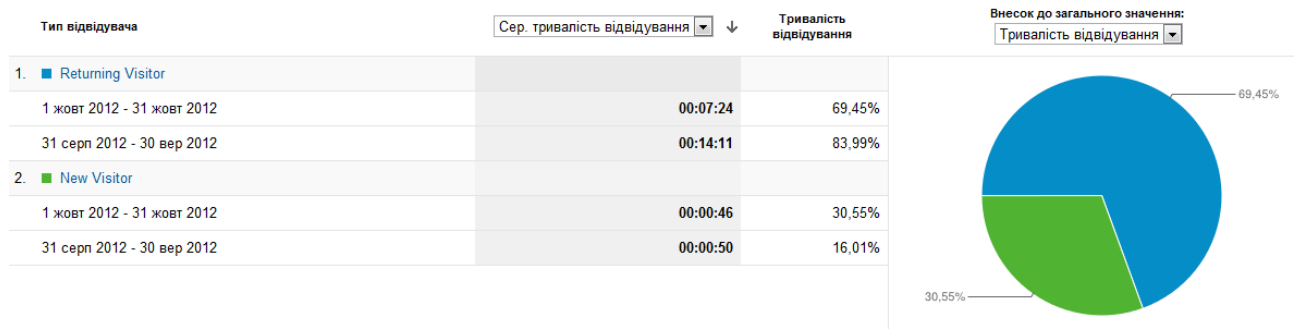 Тип відвідувача
Сер. тривалість відвідування
Тривалість
відвідування
Внесок до загального значення:
Тривалість відвідування
1. Returning Visitor
1 жовт 2012 - 31 жовт 2012 00:07:24 69,45%
31 серп 2012 - 30 вер 2012 00:14:11 83,99%
2. New Visitor
1 жовт 2012 - 31 жовт 2012 00:00:46 30,55%
31 серп 2012 - 30 вер 2012 00:00:50 16,01%
69,45%
30,55%